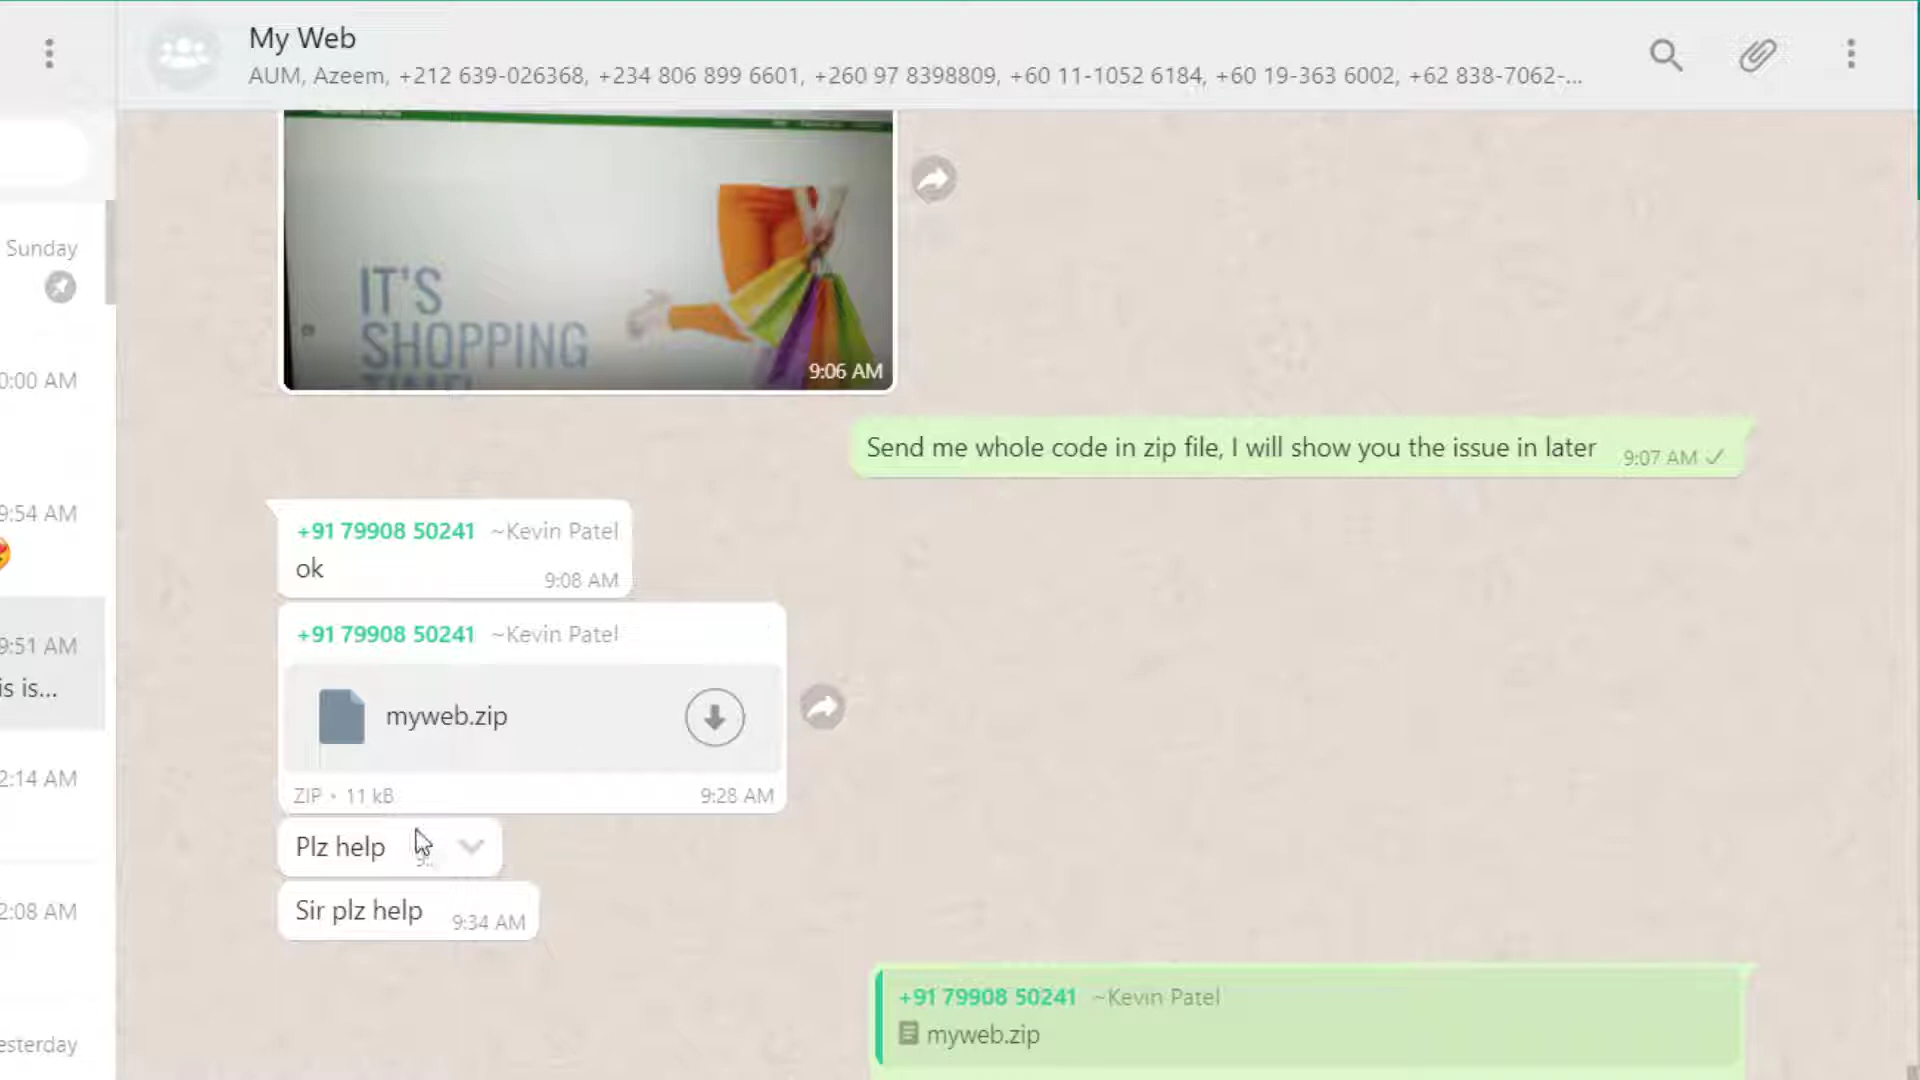 My Web
AUM, Azeem, +212 639-026368, +234 806 899 6601, +260 97 8398809, +60 11-1052 6184, +60 19-363 6002, +62 838-7062-...
Sunday
0:00 AM
9:54 AM
9:51 AM
is is...
2:14 AM
2:08 AM
esterday
IT'S
SHOPPING
TIME!
9:06 AM
Send me whole code in zip file, I will show you the issue in later 9:07 AM
+91 79908 50241 ~Kevin Patel
ok
9:08 AM
+91 79908 50241 ~Kevin Patel
myweb.zip
ZIP • 11 kB 9:28 AM
Plz help 9...
Sir plz help 9:34 AM
+91 79908 50241 ~Kevin Patel
myweb.zip